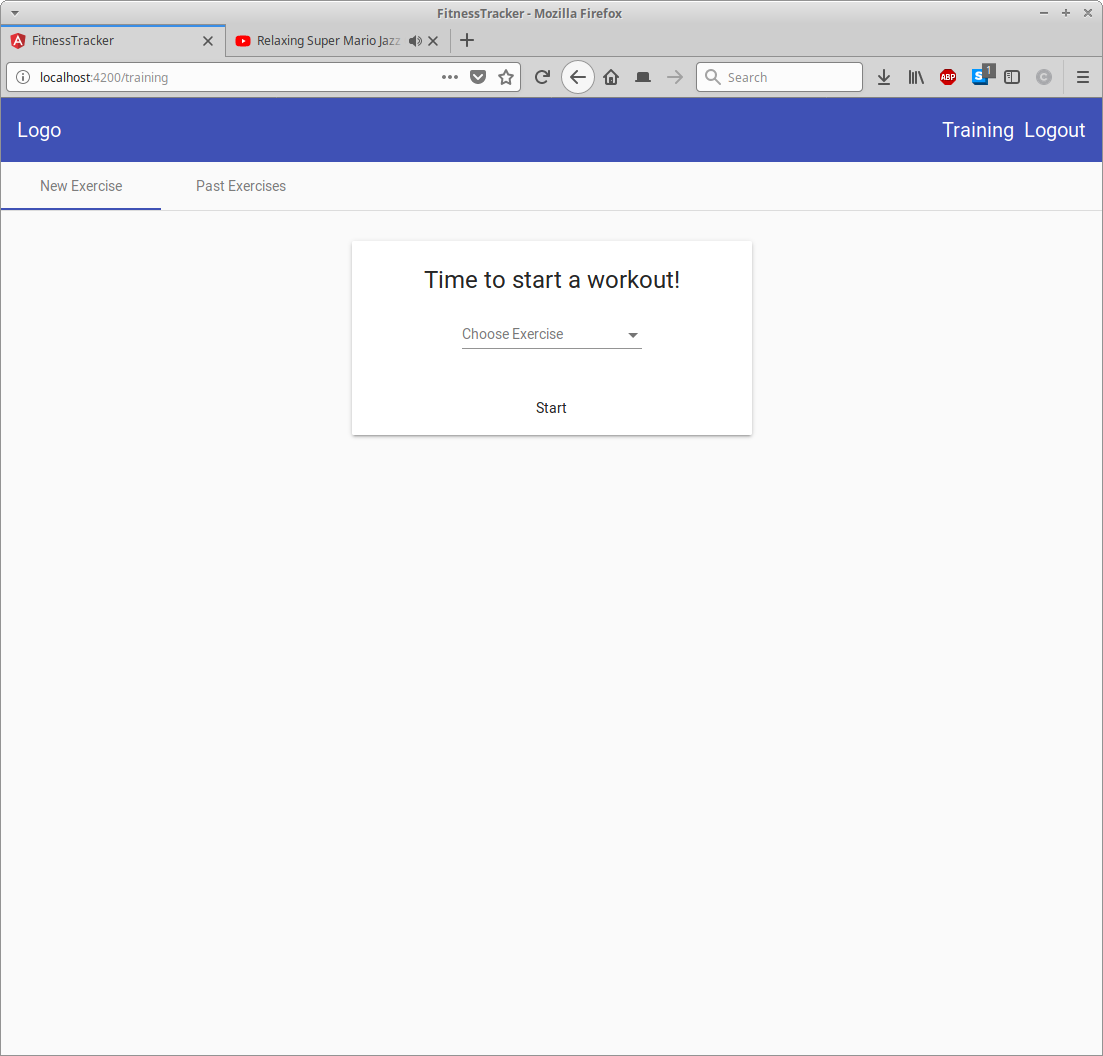 FitnessTracker - Mozilla Firefox
FitnessTracker
Relaxing Super Mario Jazz
localhost:4200/training
Search
ABP
S
1
C
Logo
Training Logout
New Exercise
Past Exercises
Time to start a workout!
Choose Exercise
Start